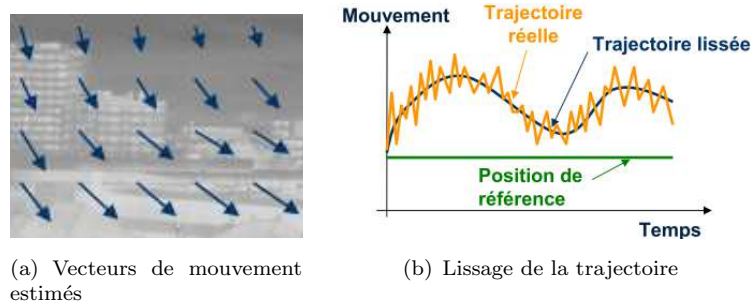 Mouvement
Trajectoire
réelle
Trajectoire lissée
Position de
référence
Temps
(a) Vecteurs de mouvement
estimés
(b) Lissage de la trajectoire